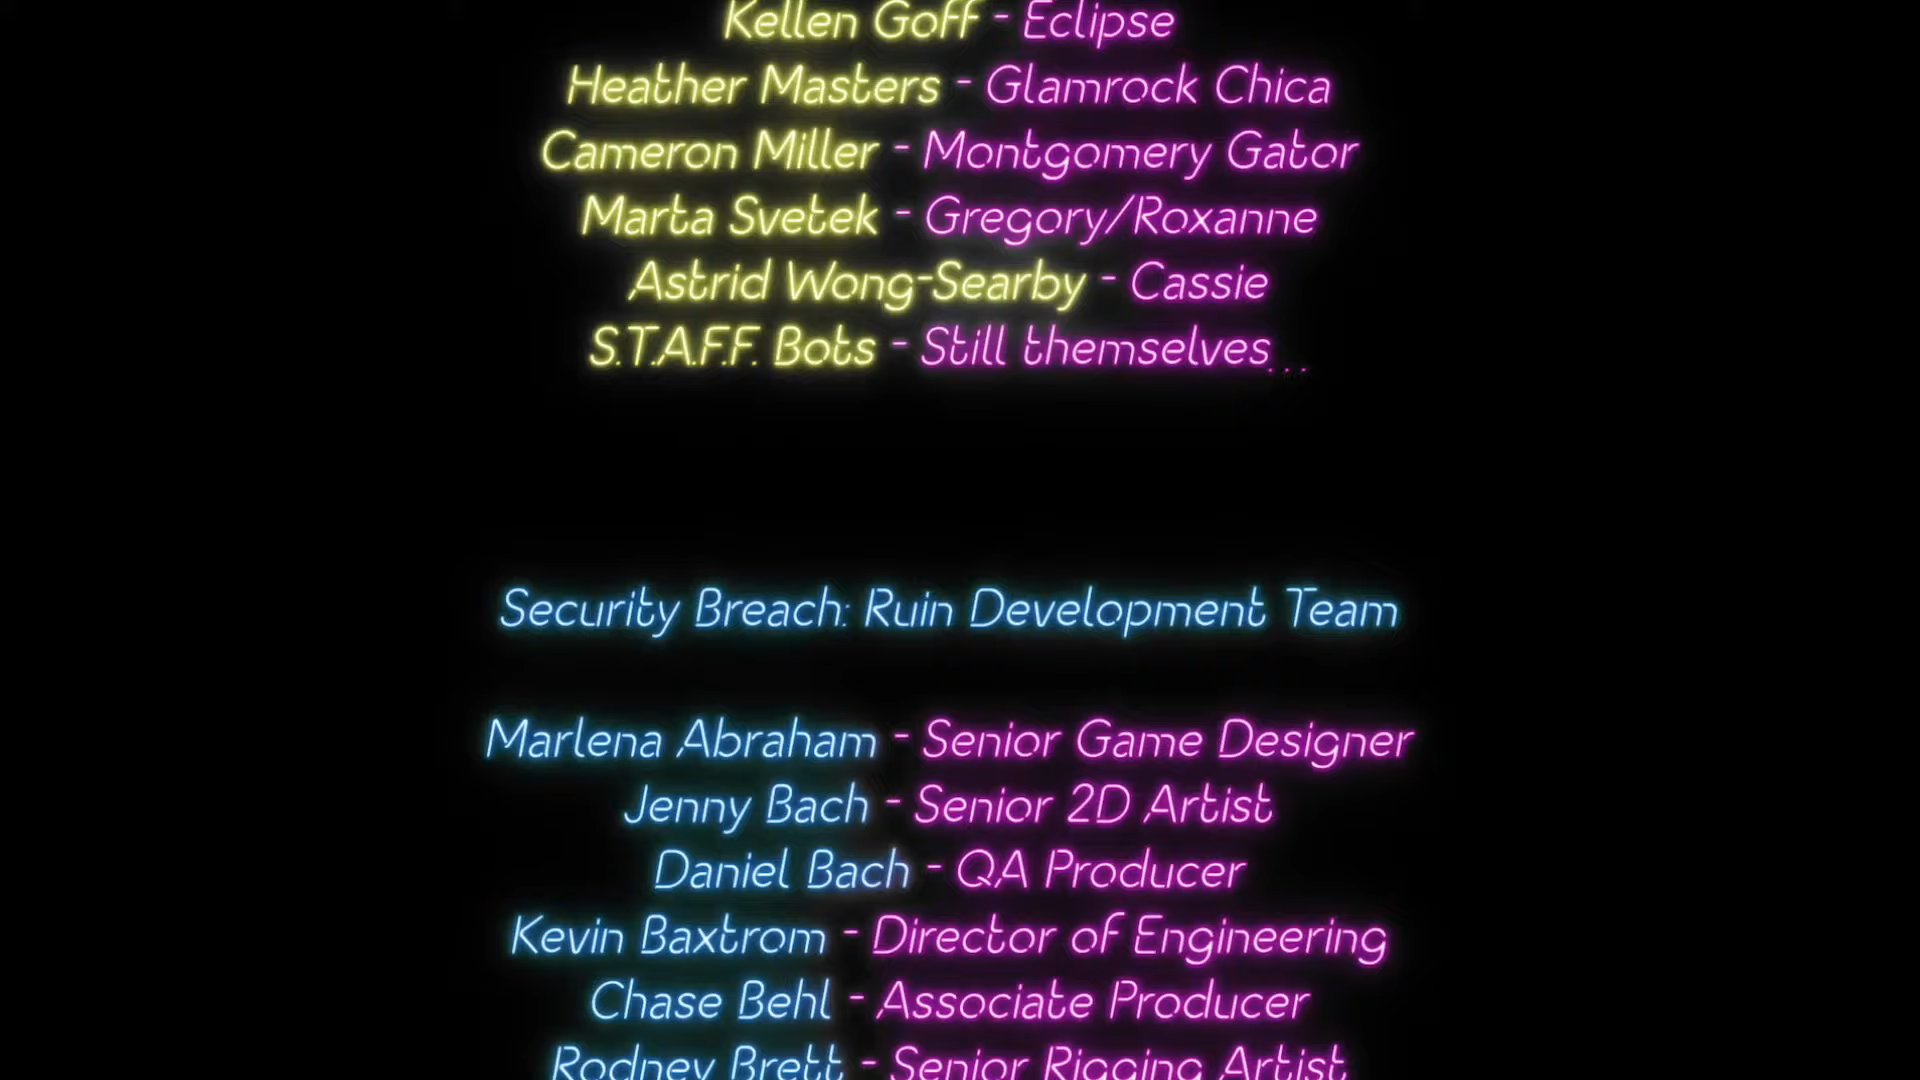 Kellen Goff - Eclipse
Heather Masters - Glamrock Chica
Cameron Miller - Montgomery Gator
Marta Svetek - Gregory/Roxanne
Astrid Wong-Searby - Cassie
S.T.A.F.F. Bots - Still themselves...
Security Breach: Ruin Development Team
Marlena Abraham - Senior Game Designer
Jenny Bach - Senior 2D Artist
Daniel Bach - QA Producer
Kevin Baxtrom - Director of Engineering
Chase Behl - Associate Producer
Rodney Brett - Senior Rigging Artist